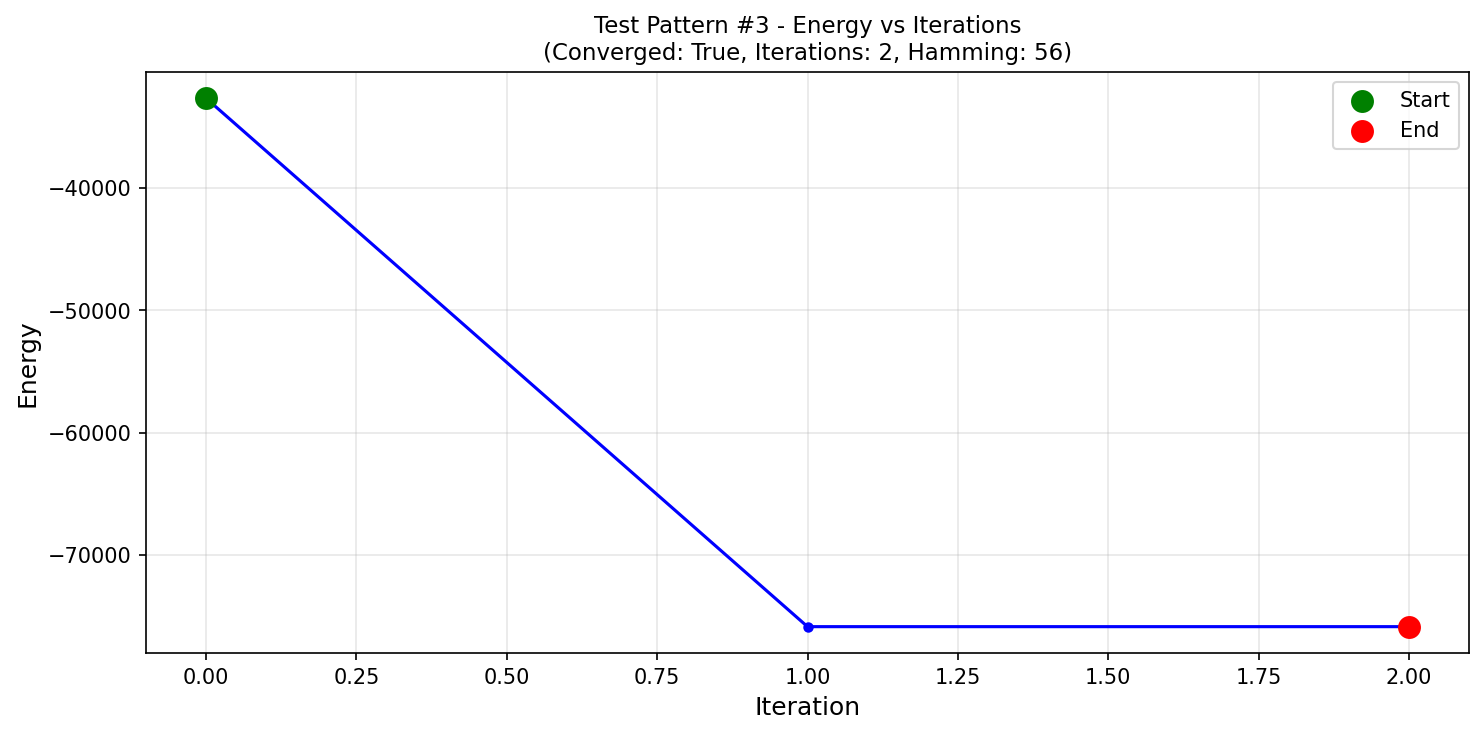 Test Pattern #3 - Energy vs Iterations
(Converged: True, Iterations: 2, Hamming: 56)
Start
End
Energy
−40000
−50000
−60000
−70000
0.00
0.25
0.50
0.75
1.00
1.25
1.50
1.75
2.00
Iteration